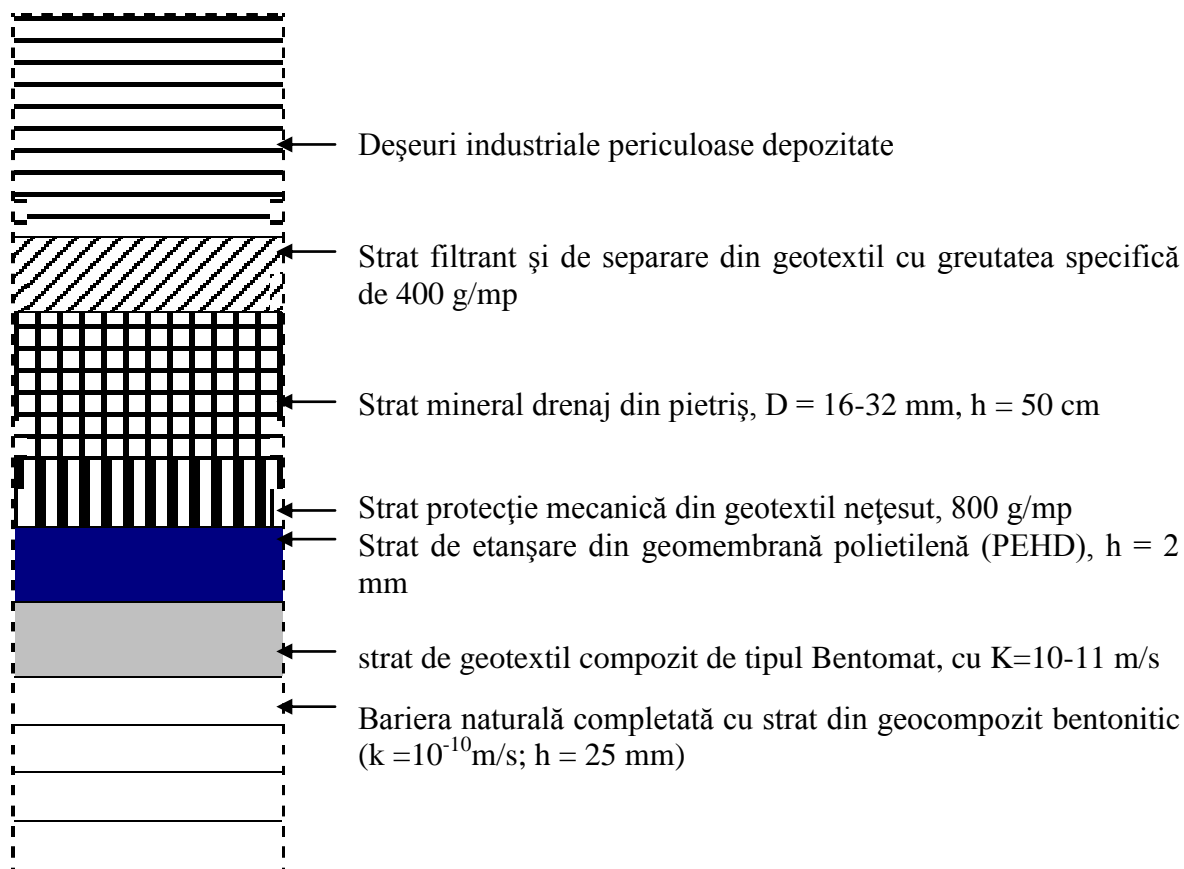 Deşeuri industriale periculoase depozitate
Strat filtrant şi de separare din geotextil cu greutatea specifică
de 400 g/mp
Strat mineral drenaj din pietriş, D = 16-32 mm, h = 50 cm
Strat protecţie mecanică din geotextil neţesut, 800 g/mp
Strat de etanşare din geomembrană polietilenă (PEHD), h = 2
mm
strat de geotextil compozit de tipul Bentomat, cu K=10-11 m/s
Bariera naturală completată cu strat din geocompozit bentonitic
(k =10⁻¹⁰m/s; h = 25 mm)